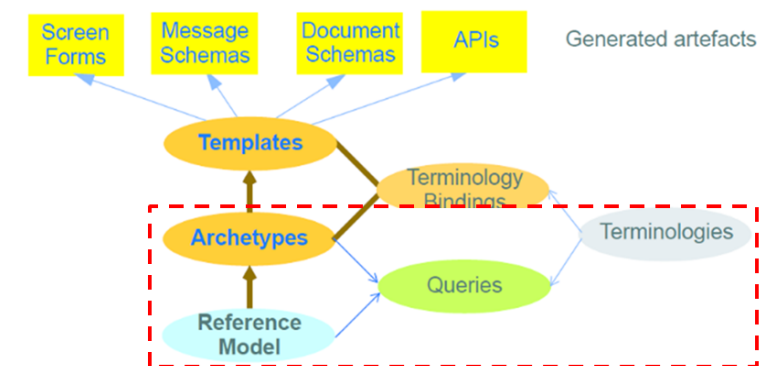 Screen
Forms
Message
Schemas
Document
Schemas
APIs
Generated artefacts
Templates
Terminology
Bindings
Archetypes
Terminologies
Queries
Reference
Model